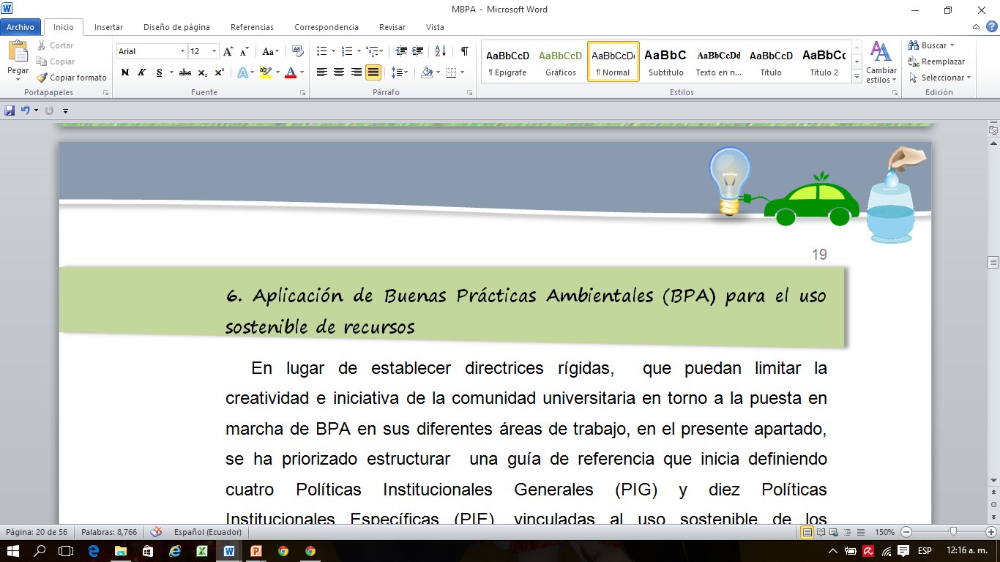 MBPA - Microsoft Word
Archivo Inicio Insertar Diseño de página Referencias Correspondencia Revisar Vista
Pegar
Cortar
Copiar
Copiar formato
Portapapeles
Arial 12
N K S abc x₂ x²
Fuente
Párrafo
AaBbCcD AaBbCcD AaBbCcDc AaBbC AaBbCcDd AaBbCcD AaBbCc
¶ Epígrafe Gráficos ¶ Normal Subtítulo Texto en n... Título Título 2
Estilos
Cambiar
estilos
Buscar
Reemplazar
Seleccionar
Edición
19
6. Aplicación de Buenas Prácticas Ambientales (BPA) para el uso
sostenible de recursos
En lugar de establecer directrices rígidas, que puedan limitar la
creatividad e iniciativa de la comunidad universitaria en torno a la puesta en
marcha de BPA en sus diferentes áreas de trabajo, en el presente apartado,
se ha priorizado estructurar una guía de referencia que inicia definiendo
cuatro Políticas Institucionales Generales (PIG) y diez Políticas
Institucionales Específicas (PIE) vinculadas al uso sostenible de los
Página: 20 de 56 Palabras: 8,766 Español (Ecuador) 150%
ESP 12:16 a. m.